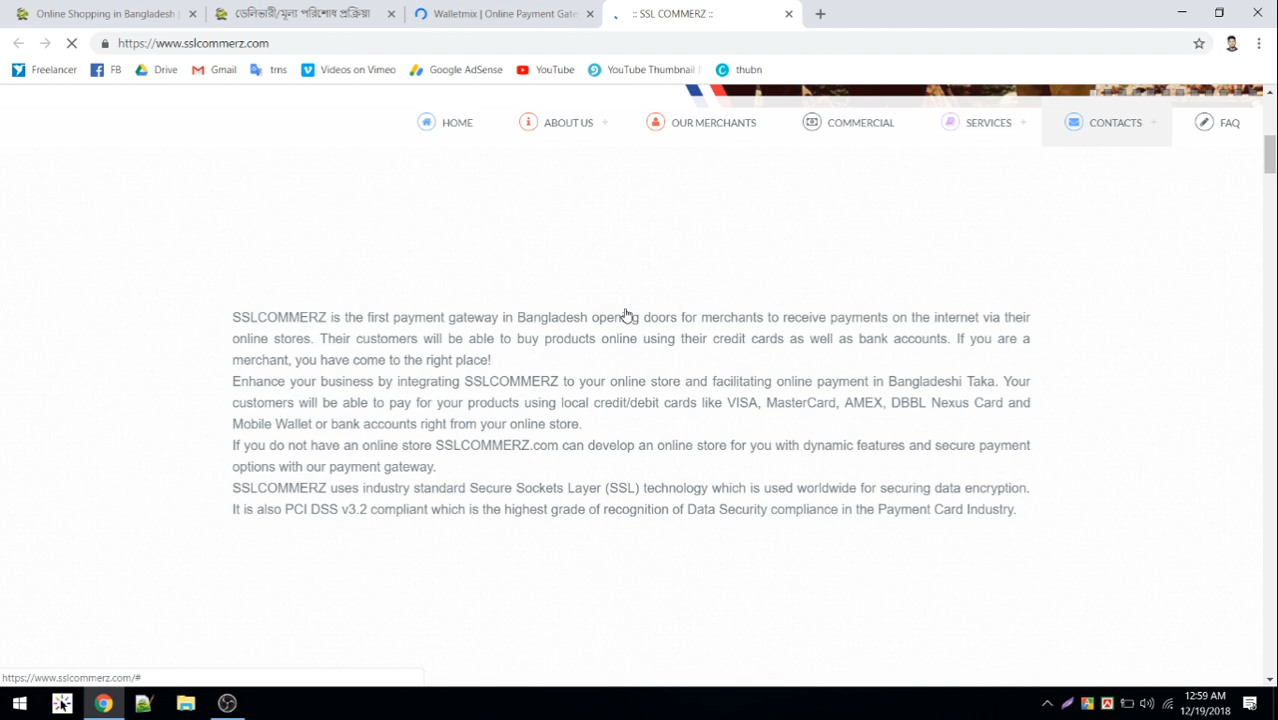 Online Shopping in Bangladesh |
ডেলিভারী/মূল্য পরিশোধ প্রক্রিয়া
Walletmix | Online Payment Gate
:: SSL COMMERZ ::
https://www.sslcommerz.com
Freelancer
FB
Drive
Gmail
trns
Videos on Vimeo
Google AdSense
YouTube
YouTube Thumbnail
thubn
HOME
ABOUT US +
OUR MERCHANTS
COMMERCIAL
SERVICES +
CONTACTS +
FAQ
SSLCOMMERZ is the first payment gateway in Bangladesh opening doors for merchants to receive payments on the internet via their
online stores. Their customers will be able to buy products online using their credit cards as well as bank accounts. If you are a
merchant, you have come to the right place!
Enhance your business by integrating SSLCOMMERZ to your online store and facilitating online payment in Bangladeshi Taka. Your
customers will be able to pay for your products using local credit/debit cards like VISA, MasterCard, AMEX, DBBL Nexus Card and
Mobile Wallet or bank accounts right from your online store.
If you do not have an online store SSLCOMMERZ.com can develop an online store for you with dynamic features and secure payment
options with our payment gateway.
SSLCOMMERZ uses industry standard Secure Sockets Layer (SSL) technology which is used worldwide for securing data encryption.
It is also PCI DSS v3.2 compliant which is the highest grade of recognition of Data Security compliance in the Payment Card Industry.
https://www.sslcommerz.com/#
12:59 AM
12/19/2018